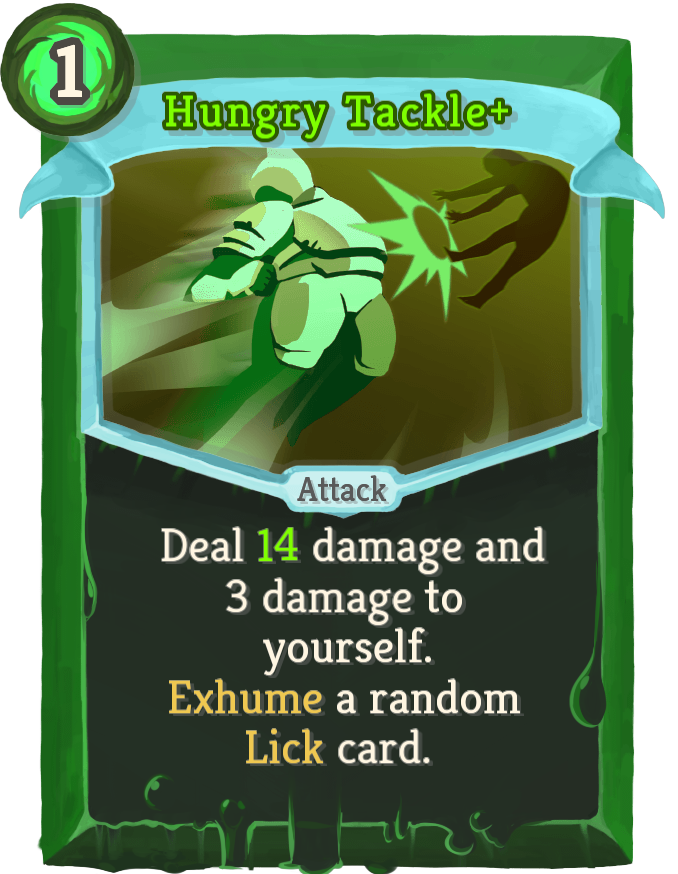 1
Hungry Tackle+
Attack
Deal 14 damage and
3 damage to
yourself.
Exhume a random
Lick card.